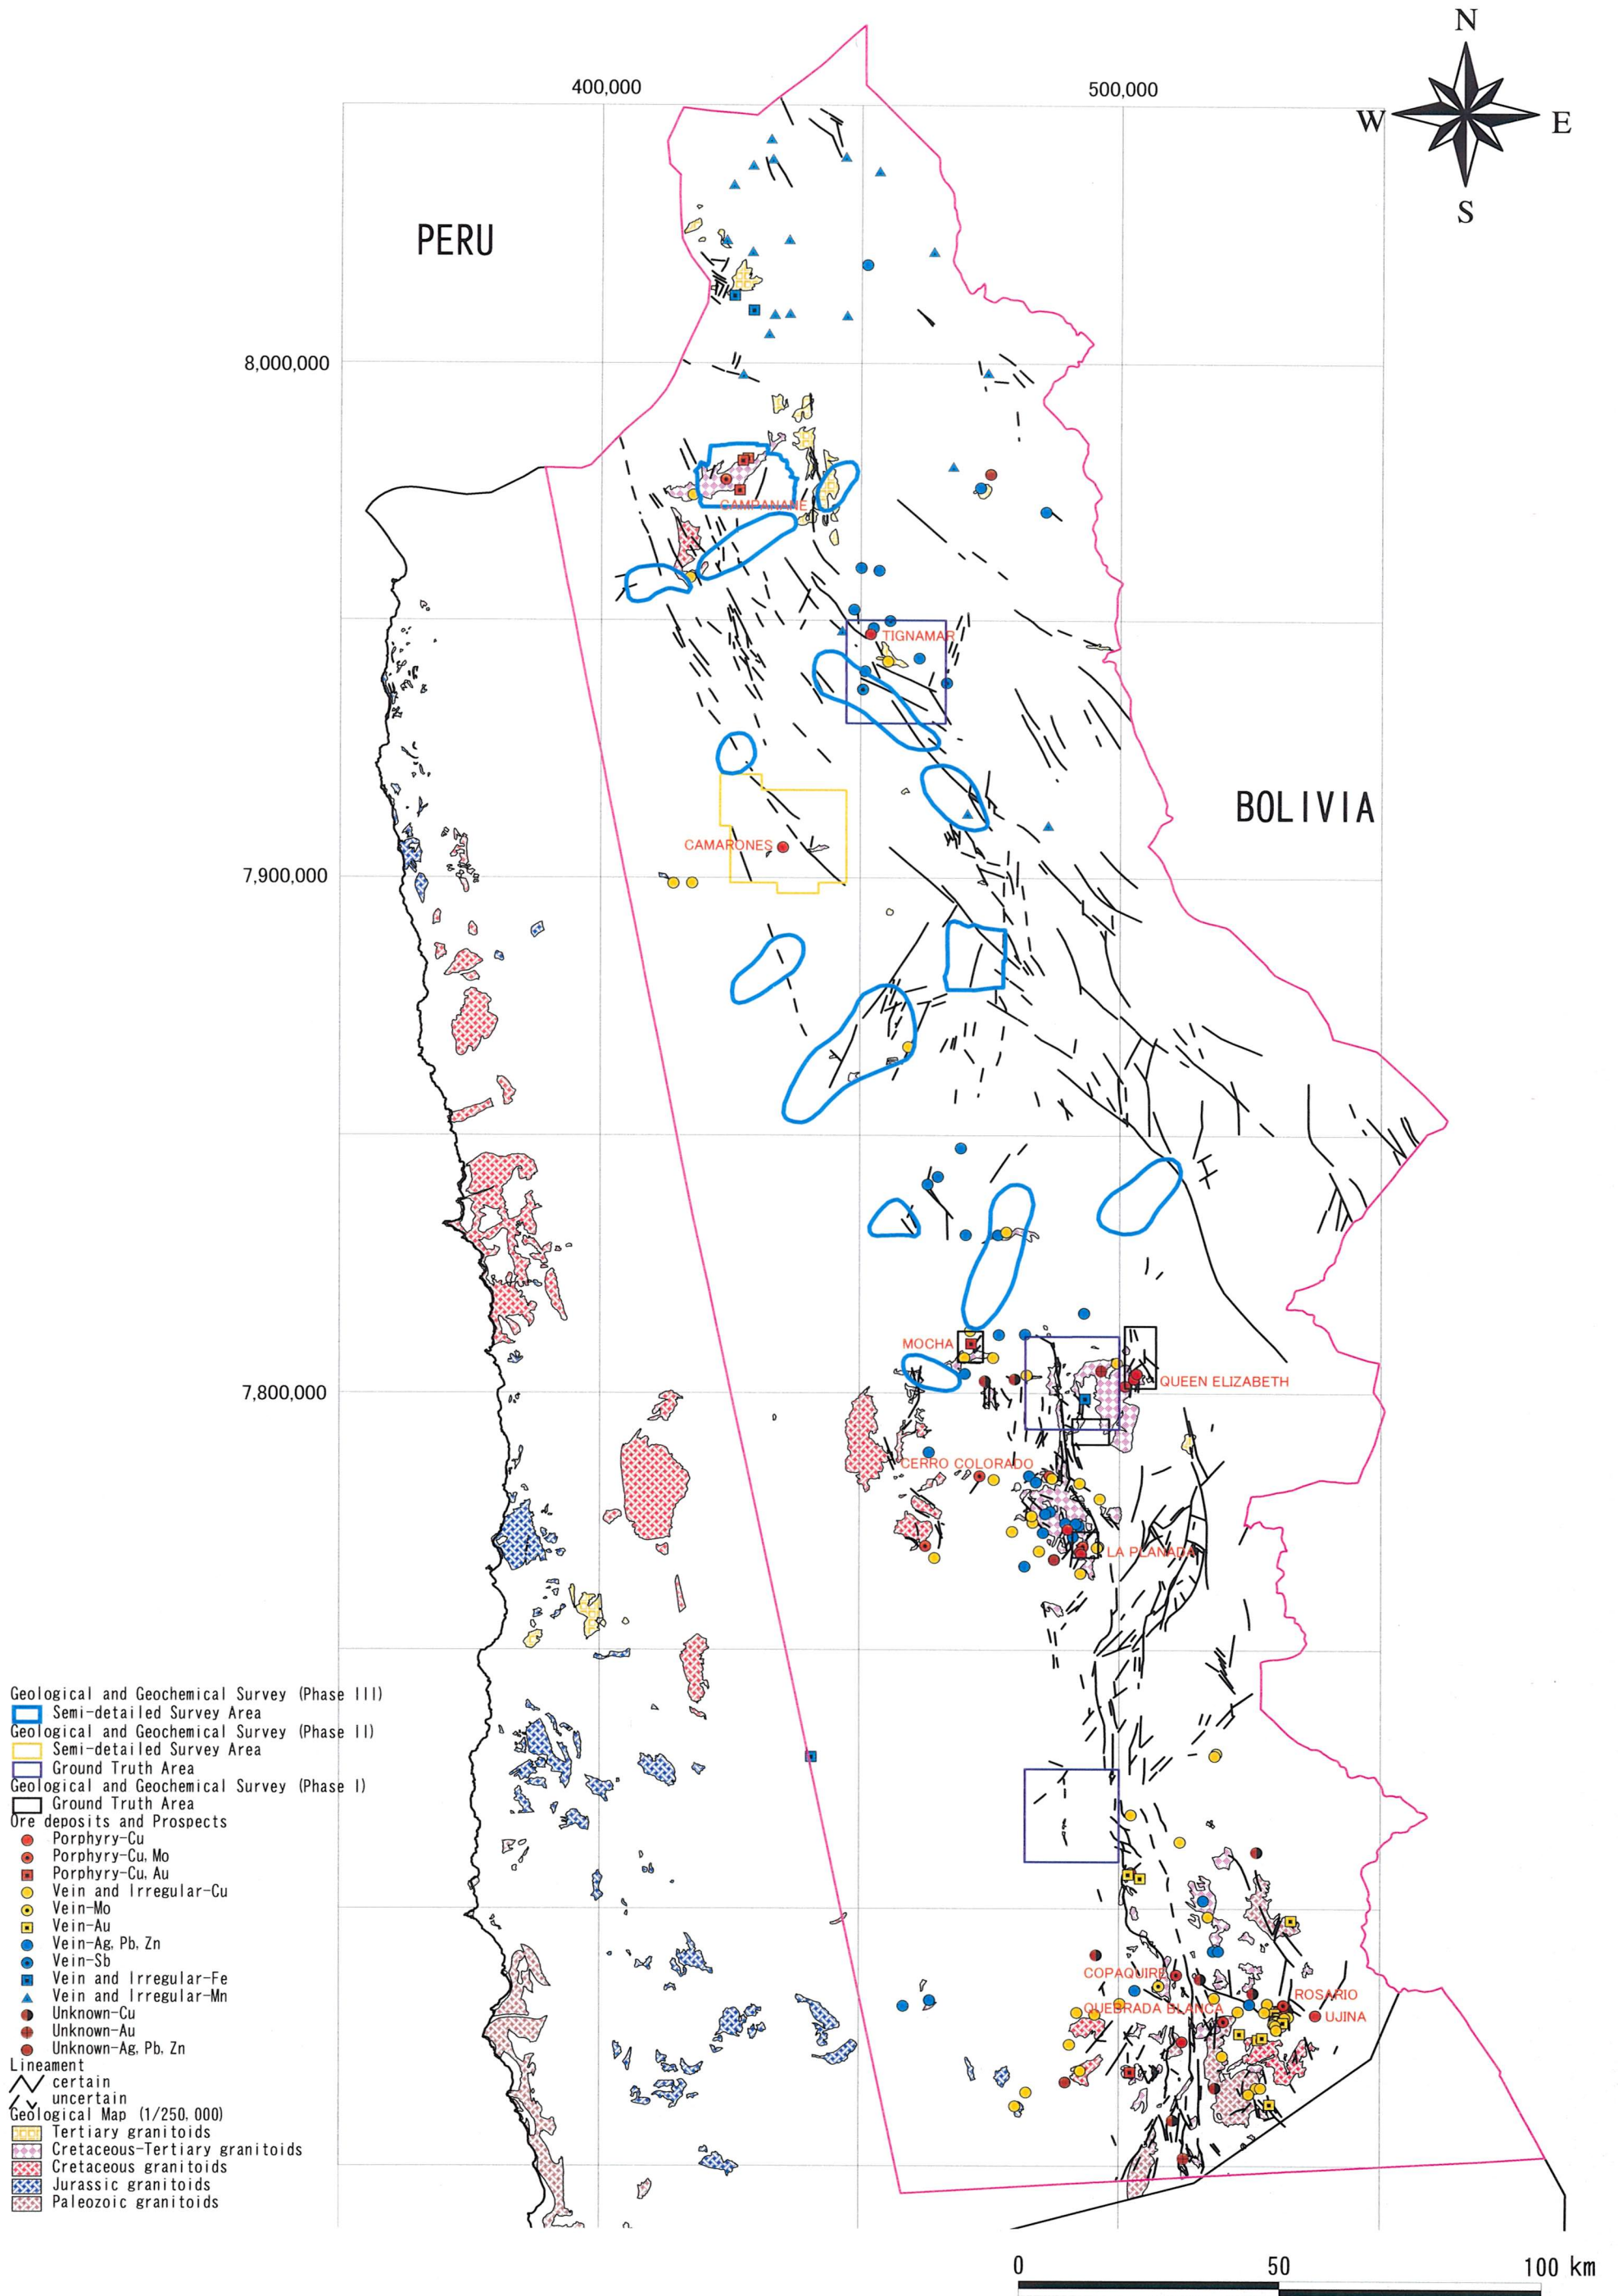 N
400,000
500,000
W
E
S
PERU
8,000,000
CAMPANANE
TIGNAMAR
BOLIVIA
CAMARONES
7,900,000
MOCHA
QUEEN ELIZABETH
7,800,000
CERRO COLORADO
LA PLANADA
Geological and Geochemical Survey (Phase III)
Semi-detailed Survey Area
Geological and Geochemical Survey (Phase II)
Semi-detailed Survey Area
Ground Truth Area
Geological and Geochemical Survey (Phase I)
Ground Truth Area
Ore deposits and Prospects
Porphyry-Cu
Porphyry-Cu, Mo
Porphyry-Cu, Au
Vein and Irregular-Cu
Vein-Mo
Vein-Au
Vein-Ag, Pb, Zn
Vein-Sb
Vein and Irregular-Fe
Vein and Irregular-Mn
Unknown-Cu
Unknown-Au
Unknown-Ag, Pb, Zn
Lineament
certain
uncertain
Geological Map (1/250,000)
Tertiary granitoids
Cretaceous-Tertiary granitoids
Cretaceous granitoids
Jurassic granitoids
Paleozoic granitoids
COPAQUIRE
ROSARIO
QUEBRADA BLANCA
UJINA
0 50 100 km